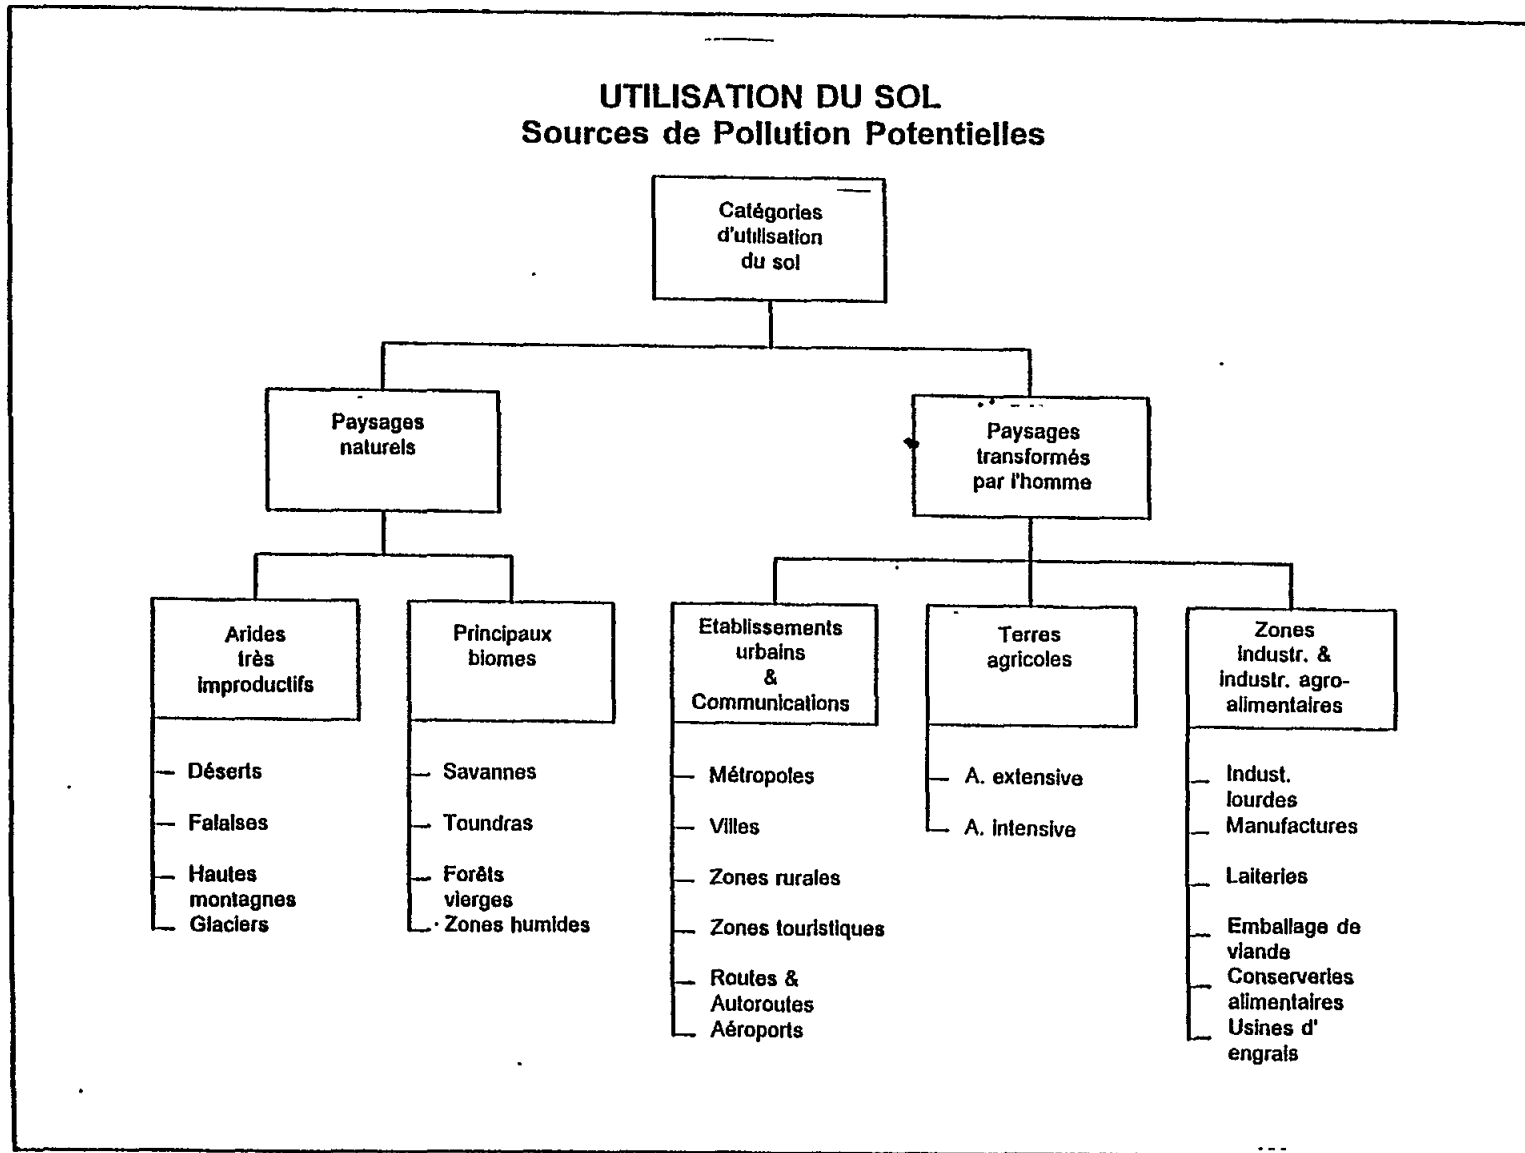 UTILISATION DU SOL
Sources de Pollution Potentielles
Catégories
d'utilisation
du sol
Paysages
naturels
Paysages
transformés
par l'homme
Arides
très
improductifs
Déserts
Falaises
Hautes
montagnes
Glaciers
Principaux
biomes
Savannes
Toundras
Forêts
vierges
Zones humides
Etablissements
urbains
&
Communications
Métropoles
Villes
Zones rurales
Zones touristiques
Routes &
Autoroutes
Aéroports
Terres
agricoles
A. extensive
A. intensive
Zones
industr. &
industr. agro-
alimentaires
Indust.
lourdes
Manufactures
Laiteries
Emballage de
viande
Conserveries
alimentaires
Usines d'
engrais